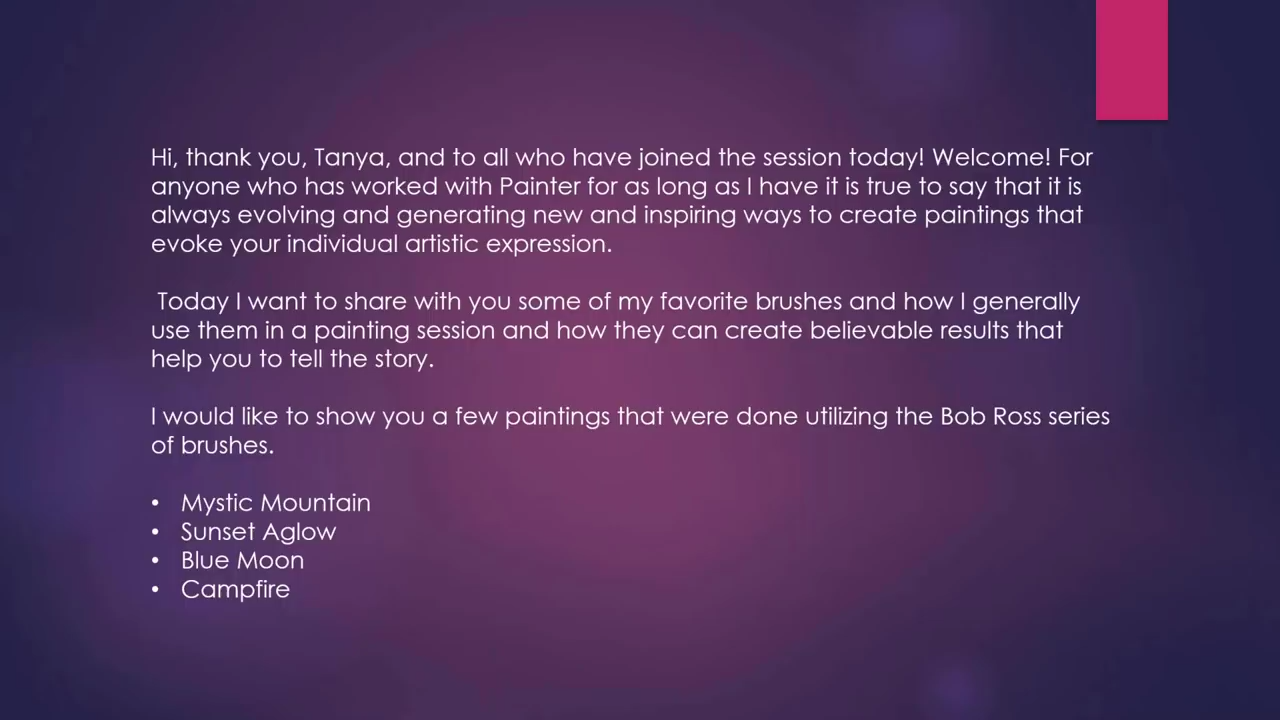 Hi, thank you, Tanya, and to all who have joined the session today! Welcome! For
anyone who has worked with Painter for as long as I have it is true to say that it is
always evolving and generating new and inspiring ways to create paintings that
evoke your individual artistic expression.
Today I want to share with you some of my favorite brushes and how I generally
use them in a painting session and how they can create believable results that
help you to tell the story.
I would like to show you a few paintings that were done utilizing the Bob Ross series
of brushes.
• Mystic Mountain
• Sunset Aglow
• Blue Moon
• Campfire